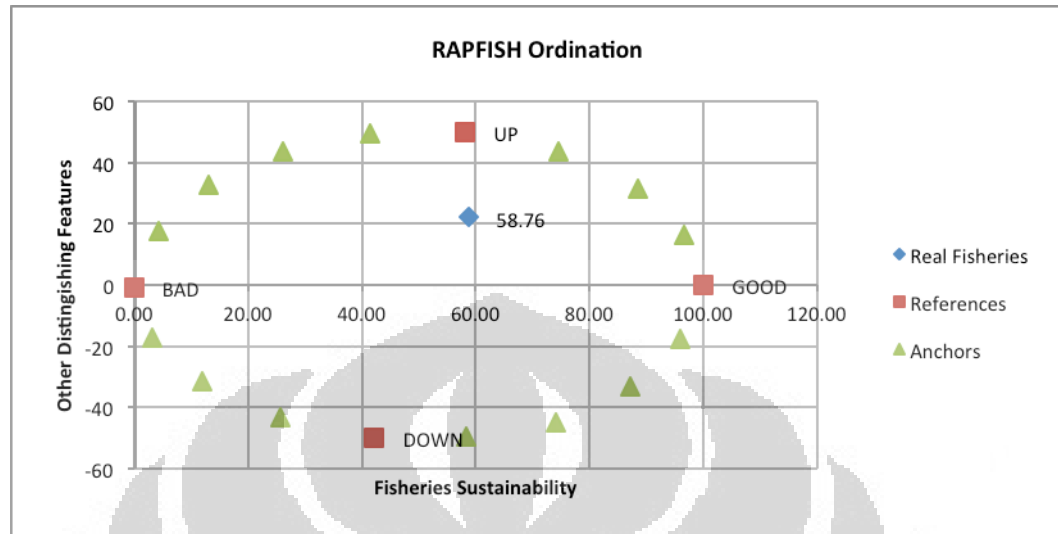 RAPFISH Ordination
60
40
20
0
-20
-40
-60
Other Distingishing Features
UP
58.76
BAD
GOOD
DOWN
0.00 20.00 40.00 60.00 80.00 100.00 120.00
Fisheries Sustainability
Real Fisheries
References
Anchors